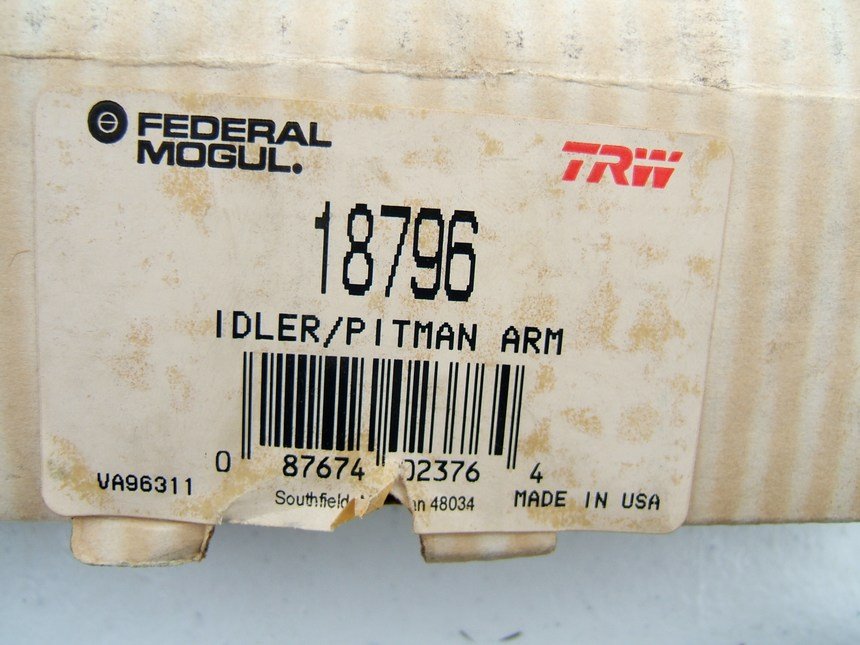 FEDERAL
MOGUL.
TRW
18796
IDLER/PITMAN ARM
0 87674 02376 4
VA96311
Southfield 48034
MADE IN USA